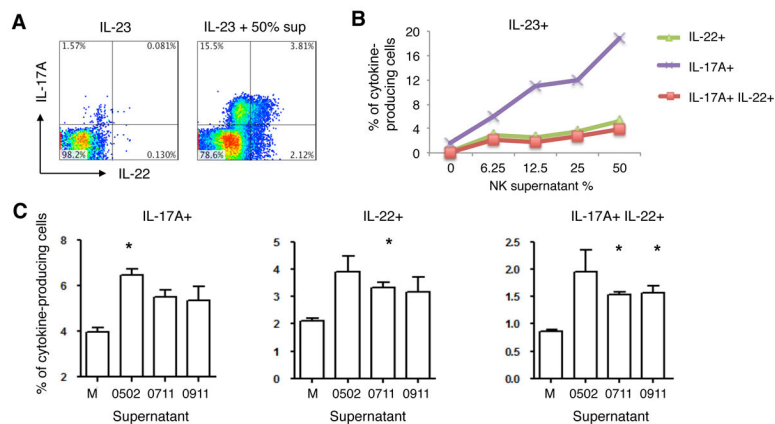 A
IL-23
IL-23 + 50% sup
1.57%
0.081%
15.5%
3.81%
98.2%
0.130%
78.6%
2.12%
IL-17A
IL-22
B
IL-23+
% of cytokine-
producing cells
20
16
12
8
4
0
0
6.25
12.5
25
50
NK supernatant %
IL-22+
IL-17A+
IL-17A+ IL-22+
C
IL-17A+
% of cytokine-producing cells
8
6
4
2
*
M
0502
0711
0911
Supernatant
IL-22+
5
4
3
2
1
0
*
M
0502
0711
0911
Supernatant
IL-17A+ IL-22+
2.5
2.0
1.5
1.0
0.5
0.0
*
*
M
0502
0711
0911
Supernatant